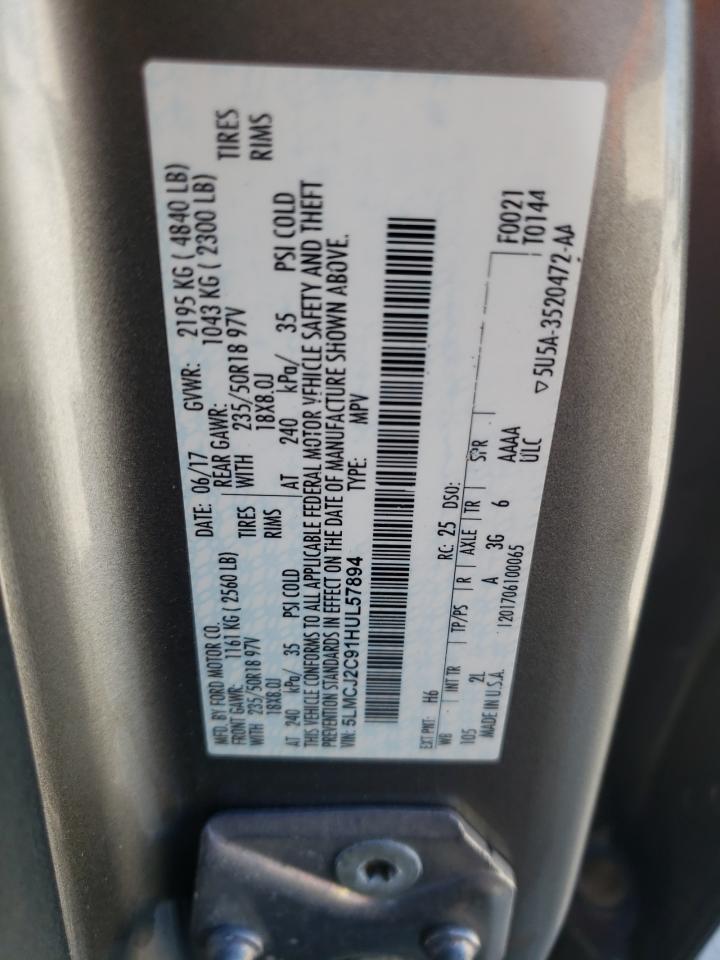 MFD. BY FORD MOTOR CO.
DATE: 06/17 GVWR: 2195 KG ( 4840 LB)
FRONT GAWR: 1161 KG ( 2560 LB) REAR GAWR: 1043 KG ( 2300 LB)
WITH 235/50R18 97V TIRES WITH 235/50R18 97V TIRES
18X8.0J RIMS 18X8.0J RIMS
AT 240 kPa/ 35 PSI COLD AT 240 kPa/ 35 PSI COLD
THIS VEHICLE CONFORMS TO ALL APPLICABLE FEDERAL MOTOR VEHICLE SAFETY AND THEFT
PREVENTION STANDARDS IN EFFECT ON THE DATE OF MANUFACTURE SHOWN ABOVE.
VIN: 5LMCJ2C91HUL57894 TYPE: MPV
EXT PNT: H6 RC: 25 DSO:
WB INT TR TP/PS R AXLE TR SPR
105 2L A 3G 6 AAAA
MADE IN U.S.A. ULC
1201706100065
F0021
T0144
▽5U5A-3520472-AA